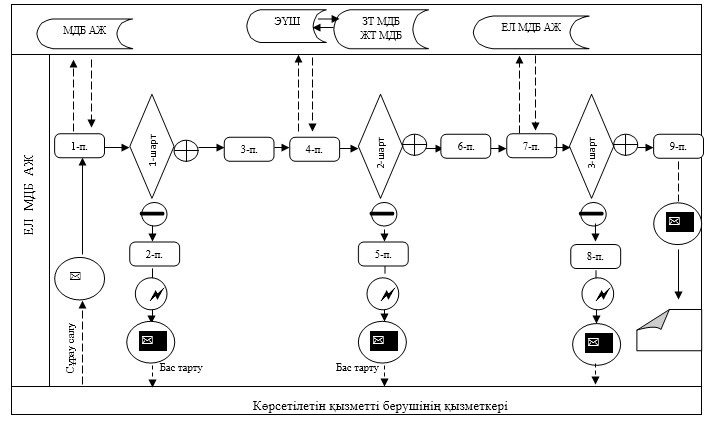 МДБ АЖ
ЭҮШ
ЗТ МДБ
ЖТ МДБ
ЕЛ МДБ АЖ
ЕЛ МДБ АЖ
1-п.
1-шарт
3-п.
4-п.
2-шарт
6-п.
7-п.
3-шарт
9-п.
2-п.
5-п.
8-п.
Сұрау салу
Бас тарту
Бас тарту
Көрсетілетін қызметті берушінің қызметкері